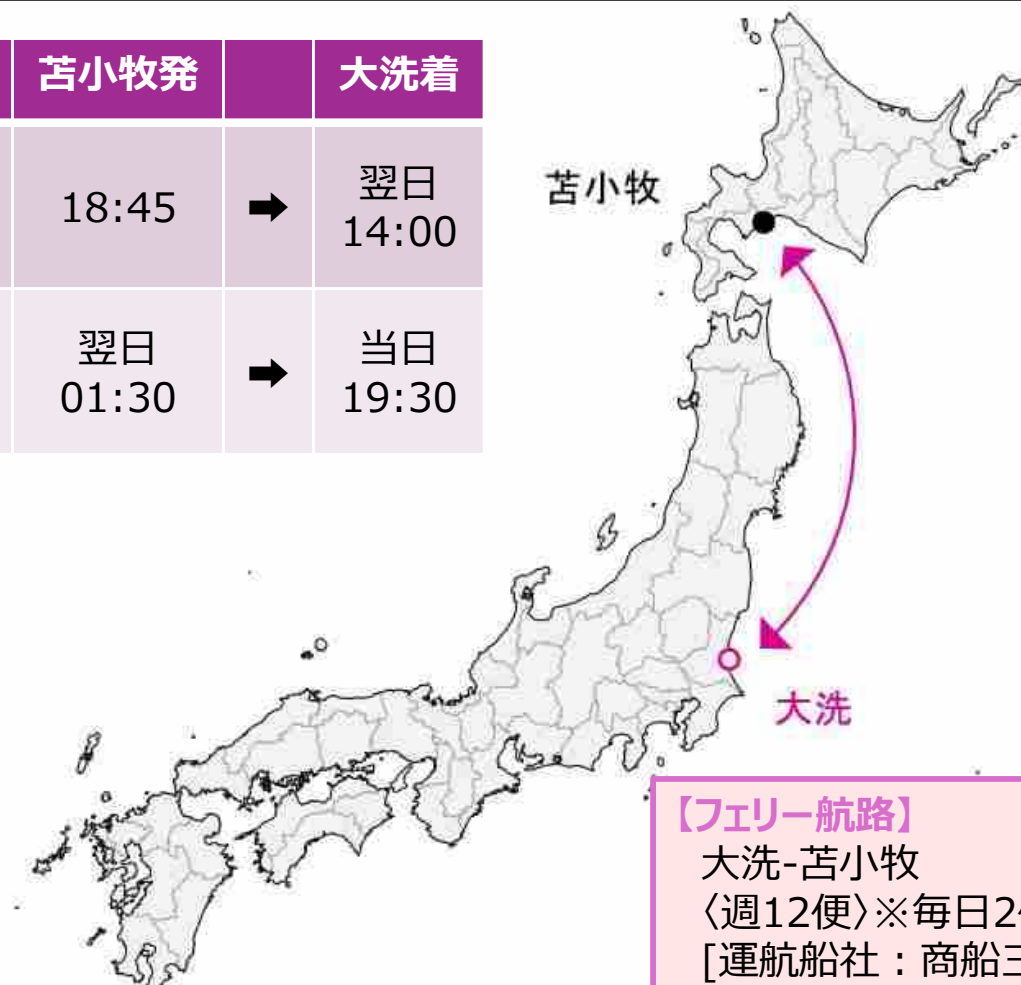 苫小牧発 大洗着
18:45 ➡ 翌日
14:00
翌日
01:30 ➡ 当日
19:30
苫小牧
大洗
【フェリー航路】
大洗-苫小牧
〈週12便〉※毎日2
[運航船社：商船三